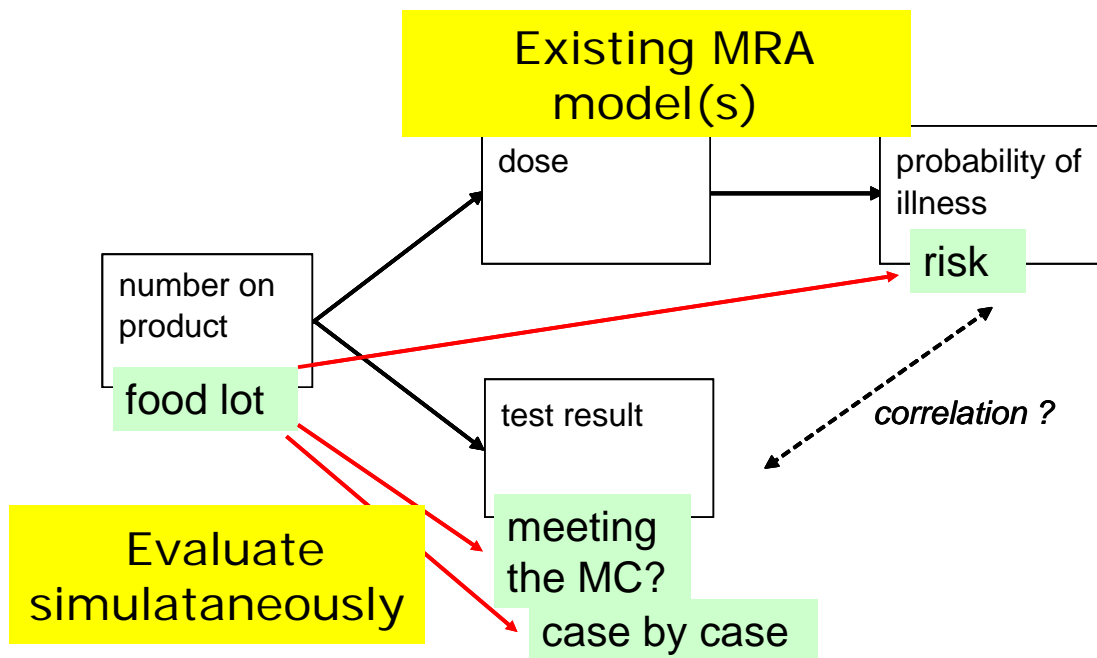 Existing MRA
model(s)
dose
probability of
illness
risk
number on
product
food lot
test result
correlation ?
meeting
the MC?
case by case
Evaluate
simulataneously